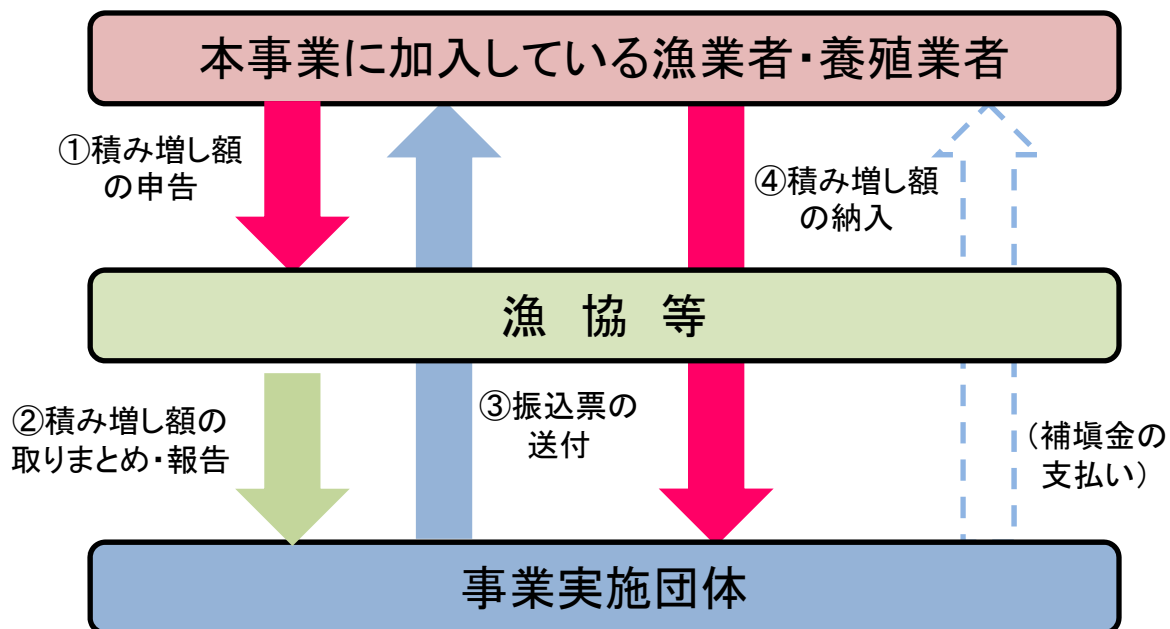 本事業に加入している漁業者・養殖業者
①積み増し額
の申告
④積み増し額
の納入
漁 協 等
②積み増し額の
取りまとめ・報告
③振込票の
送付
（補塡金の
支払い）
事業実施団体